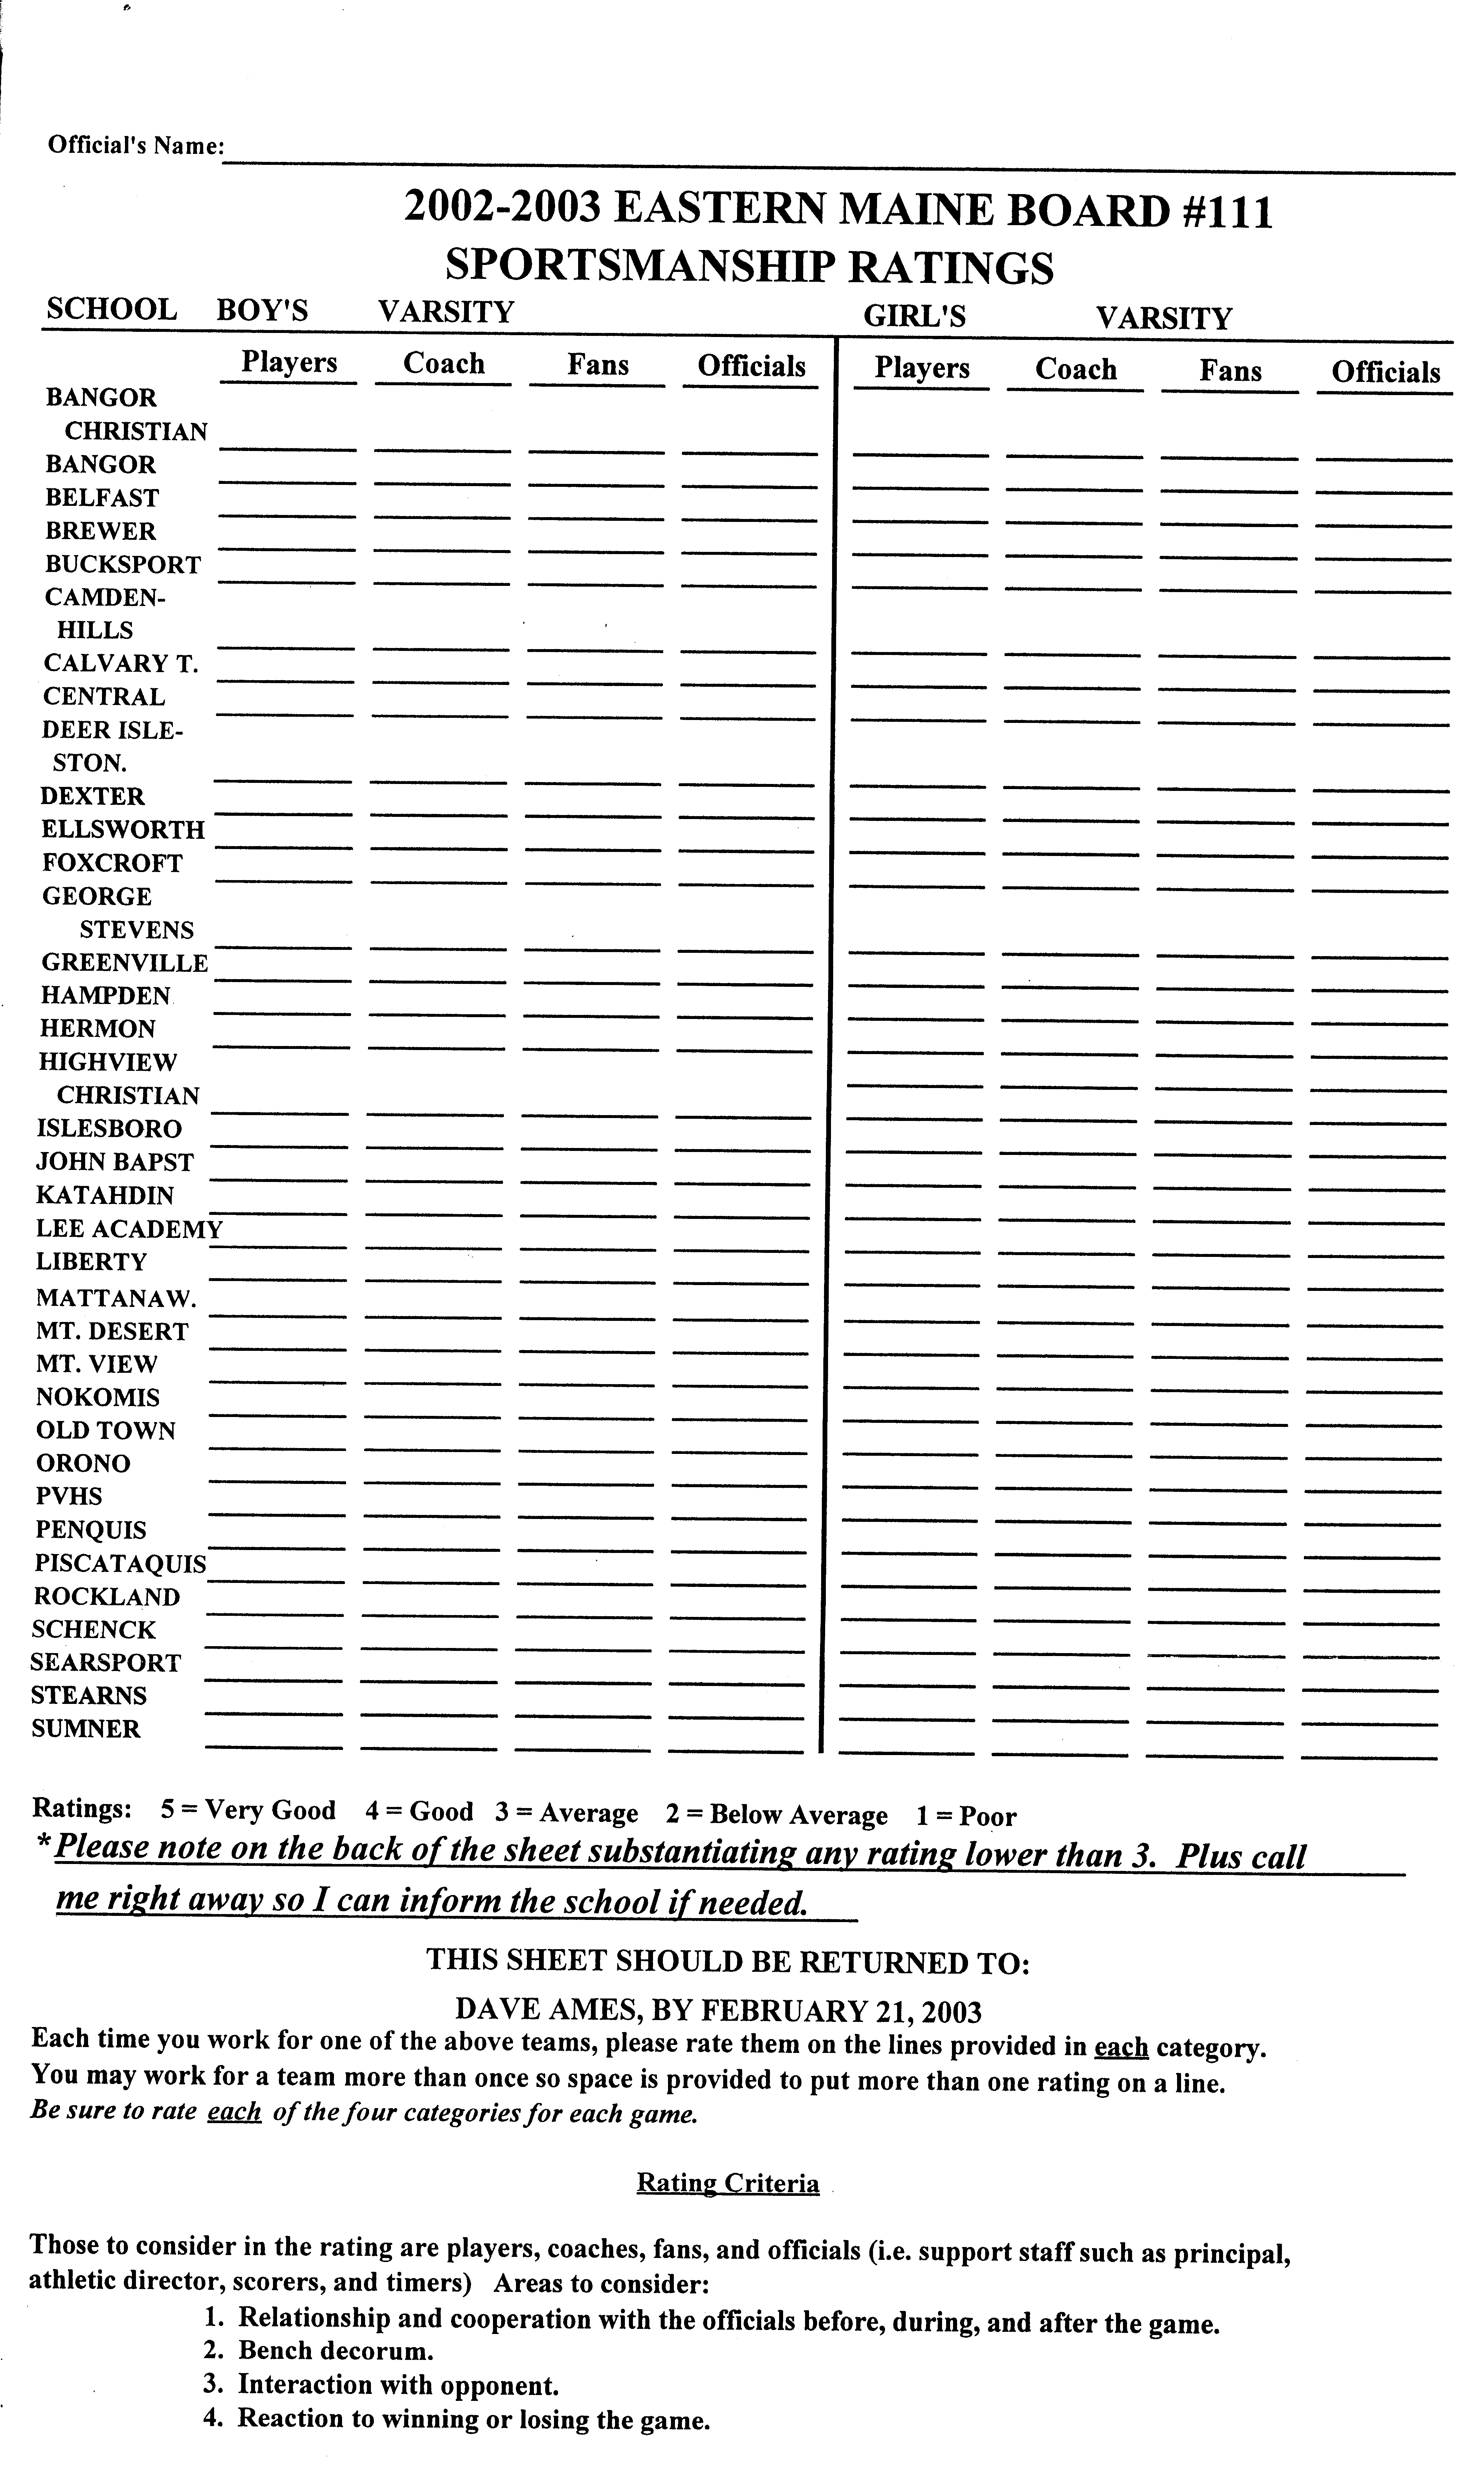 Official's Name:
2002-2003 EASTERN MAINE BOARD #111
SPORTSMANSHIP RATINGS
SCHOOL BOY'S VARSITY GIRL'S VARSITY
Players Coach Fans Officials Players Coach Fans Officials
BANGOR
CHRISTIAN
BANGOR
BELFAST
BREWER
BUCKSPORT
CAMDEN-
HILLS
CALVARY T.
CENTRAL
DEER ISLE-
STON.
DEXTER
ELLSWORTH
FOXCROFT
GEORGE
STEVENS
GREENVILLE
HAMPDEN
HERMON
HIGHVIEW
CHRISTIAN
ISLESBORO
JOHN BAPST
KATAHDIN
LEE ACADEMY
LIBERTY
MATTANAW.
MT. DESERT
MT. VIEW
NOKOMIS
OLD TOWN
ORONO
PVHS
PENQUIS
PISCATAQUIS
ROCKLAND
SCHENCK
SEARSPORT
STEARNS
SUMNER
Ratings: 5 = Very Good 4 = Good 3 = Average 2 = Below Average 1 = Poor
*Please note on the back of the sheet substantiating any rating lower than 3. Plus call
me right away so I can inform the school if needed.
THIS SHEET SHOULD BE RETURNED TO:
DAVE AMES, BY FEBRUARY 21, 2003
Each time you work for one of the above teams, please rate them on the lines provided in each category.
You may work for a team more than once so space is provided to put more than one rating on a line.
Be sure to rate each of the four categories for each game.
Rating Criteria
Those to consider in the rating are players, coaches, fans, and officials (i.e. support staff such as principal,
athletic director, scorers, and timers) Areas to consider:
1. Relationship and cooperation with the officials before, during, and after the game.
2. Bench decorum.
3. Interaction with opponent.
4. Reaction to winning or losing the game.